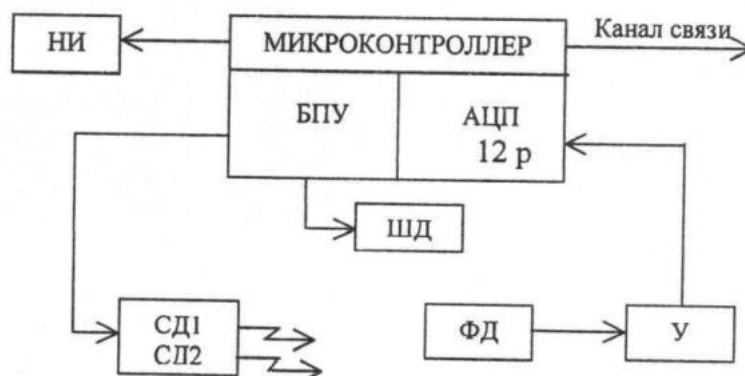 НИ
МИКРОКОНТРОЛЛЕР
Канал связи
БПУ
АЦП
12 р
ШД
СД1
СД2
ФД
У